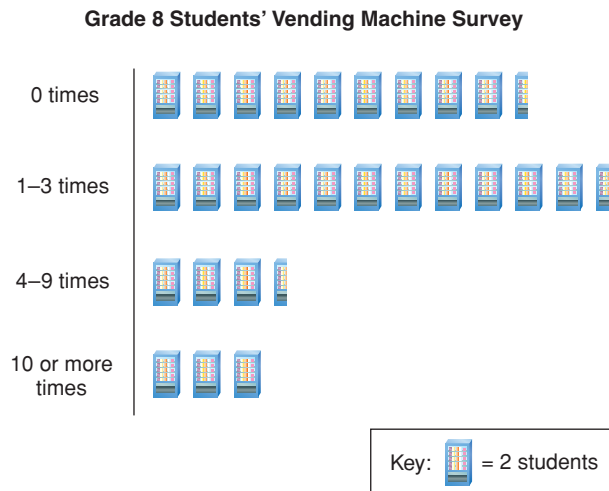 Grade 8 Students’ Vending Machine Survey
0 times
1–3 times
4–9 times
10 or more
times
Key: = 2 students